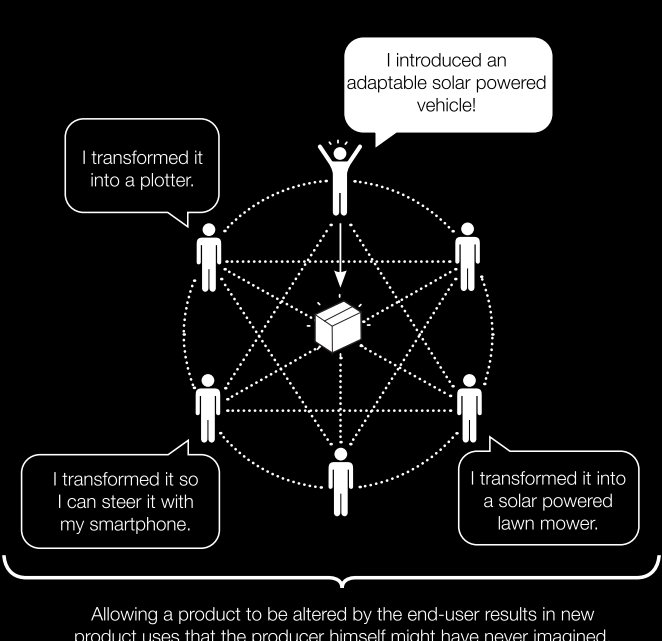 I introduced an
adaptable solar powered
vehicle!
I transformed it
into a plotter.
I transformed it so
I can steer it with
my smartphone.
I transformed it into
a solar powered
lawn mower.
Allowing a product to be altered by the end-user results in new
product uses that the producer himself might have never imagined.